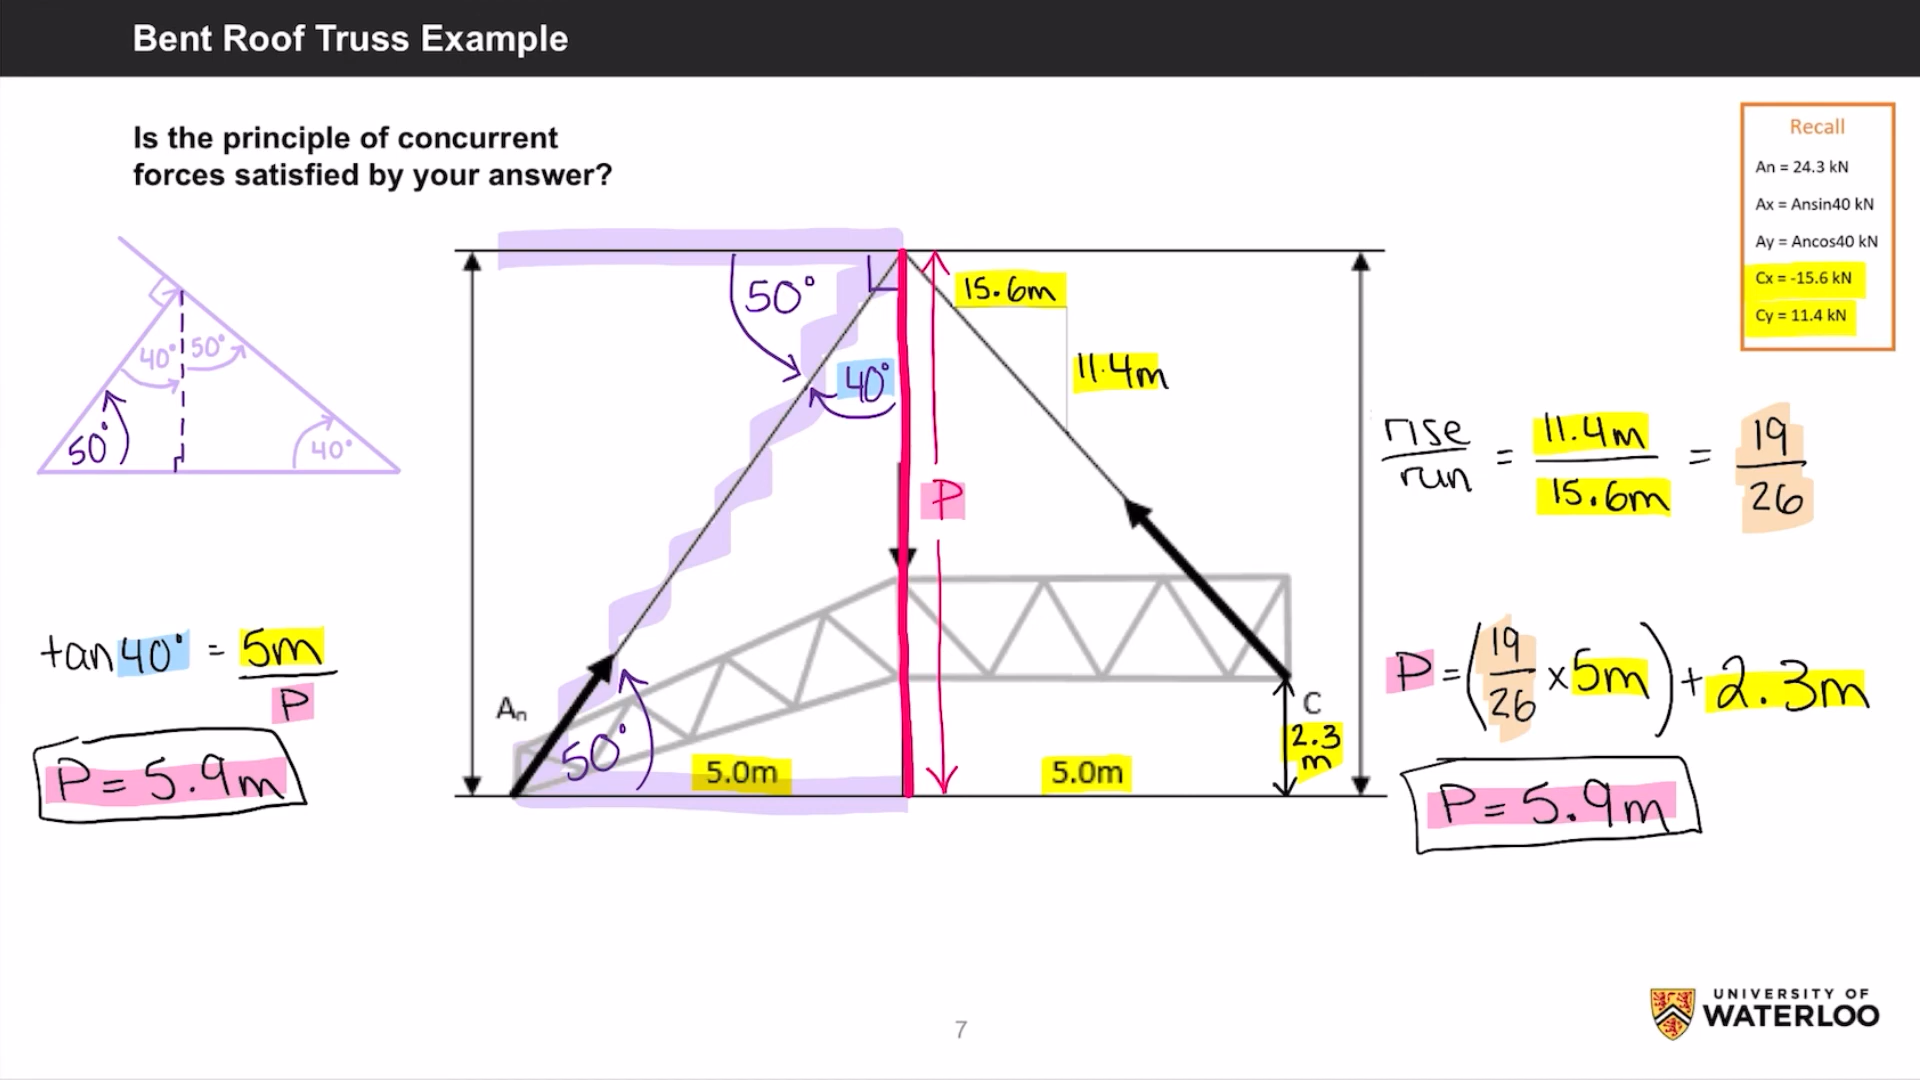 Bent Roof Truss Example
Is the principle of concurrent
forces satisfied by your answer?
Recall
An = 24.3 kN
Ax = Ansin40 kN
Ay = Ancos40 kN
Cx = -15.6 kN
Cy = 11.4 kN
40° 50°
50° 40°
tan 40° = 5m / P
P = 5.9m
50°
40°
P
15.6m
11.4m
An
50°
5.0m
5.0m
C
2.3
m
rise / run = 11.4m / 15.6m = 19 / 26
P = (19/26 × 5m) + 2.3m
P = 5.9m
7
UNIVERSITY OF
WATERLOO